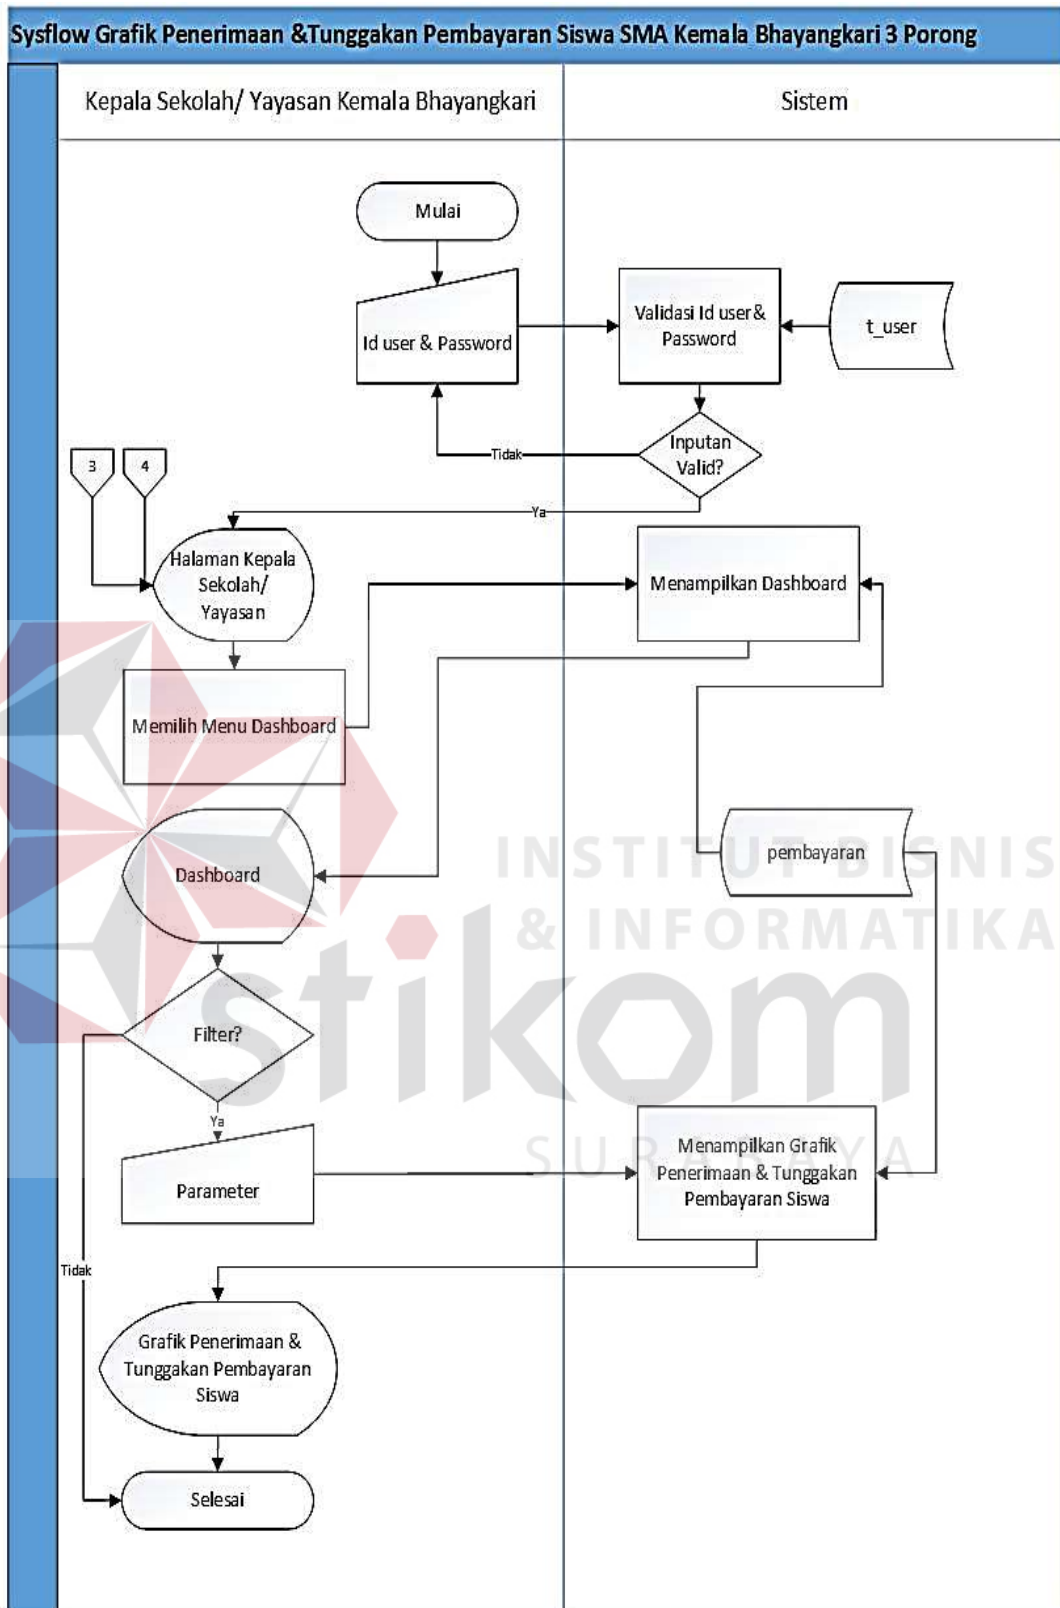 Sysflow Grafik Penerimaan &Tunggakan Pembayaran Siswa SMA Kemala Bhayangkari 3 Porong
Kepala Sekolah/ Yayasan Kemala Bhayangkari
Sistem
Mulai
Id user & Password
Validasi Id user&
Password
t_user
Inputan
Valid?
Tidak
3
4
Ya
Halaman Kepala
Sekolah/
Yayasan
Menampilkan Dashboard
Memilih Menu Dashboard
Dashboard
pembayaran
INSTITUT BISNIS
& INFORMATIKA
stikom
SURABAYA
Filter?
Ya
Parameter
Menampilkan Grafik
Penerimaan & Tunggakan
Pembayaran Siswa
Tidak
Grafik Penerimaan &
Tunggakan Pembayaran
Siswa
Selesai